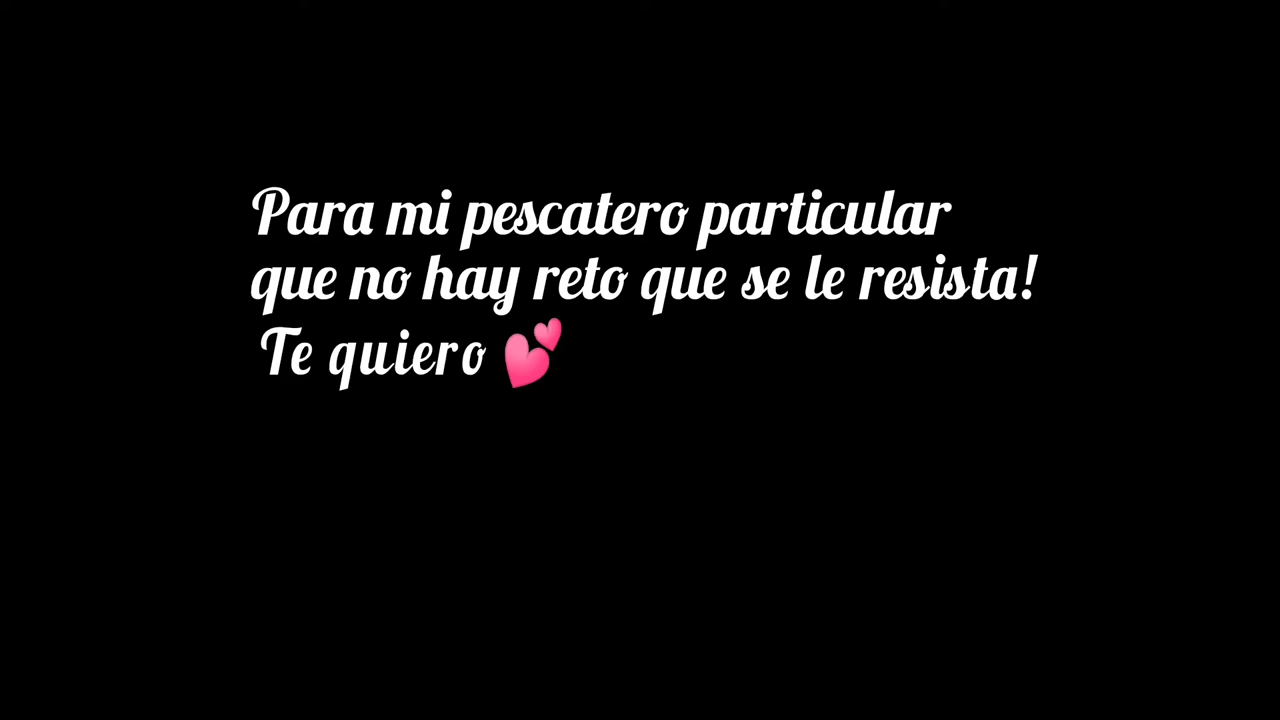 Para mi pescatero particular
que no hay reto que se le resista!
Te quiero 💕